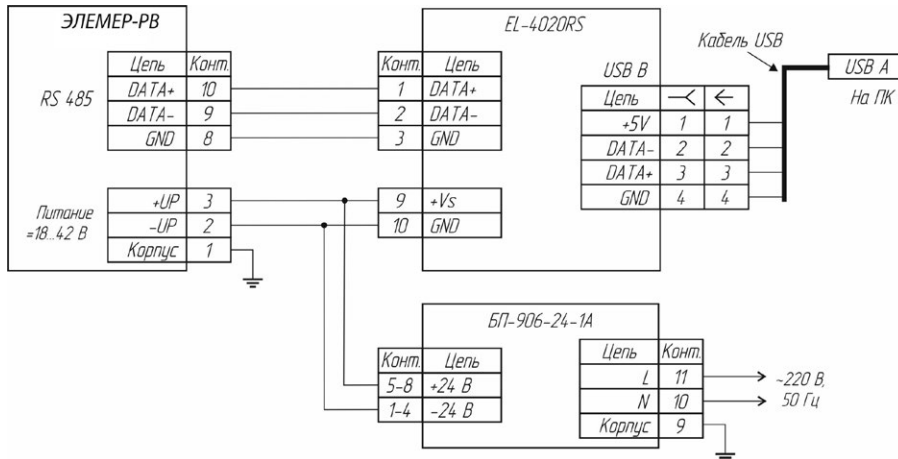 ЭЛЕМЕР-РВ
RS 485
Цепь Конт.
DATA+ 10
DATA- 9
GND 8
Питание
=18...42 В
+UP 3
-UP 2
Корпус 1
EL-4020RS
Конт. Цепь
1 DATA+
2 DATA-
3 GND
9 +Vs
10 GND
USB B
Цепь
+5V 1 1
DATA- 2 2
DATA+ 3 3
GND 4 4
Кабель USB
USB A
На ПК
БП-906-24-1А
Конт. Цепь
5-8 +24 В
1-4 -24 В
Цепь Конт.
L 11
N 10
Корпус 9
~220 В,
50 Гц